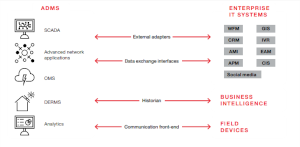 ADMS
ENTERPRISE
IT SYSTEMS
SCADA
External adapters
WFM
GIS
CRM
IVR
Advanced network
applications
Data exchange interfaces
AMI
EAM
APM
CIS
OMS
Social media
DERMS
Historian
BUSINESS
INTELLIGENCE
Analytics
Communication front-end
FIELD
DEVICES